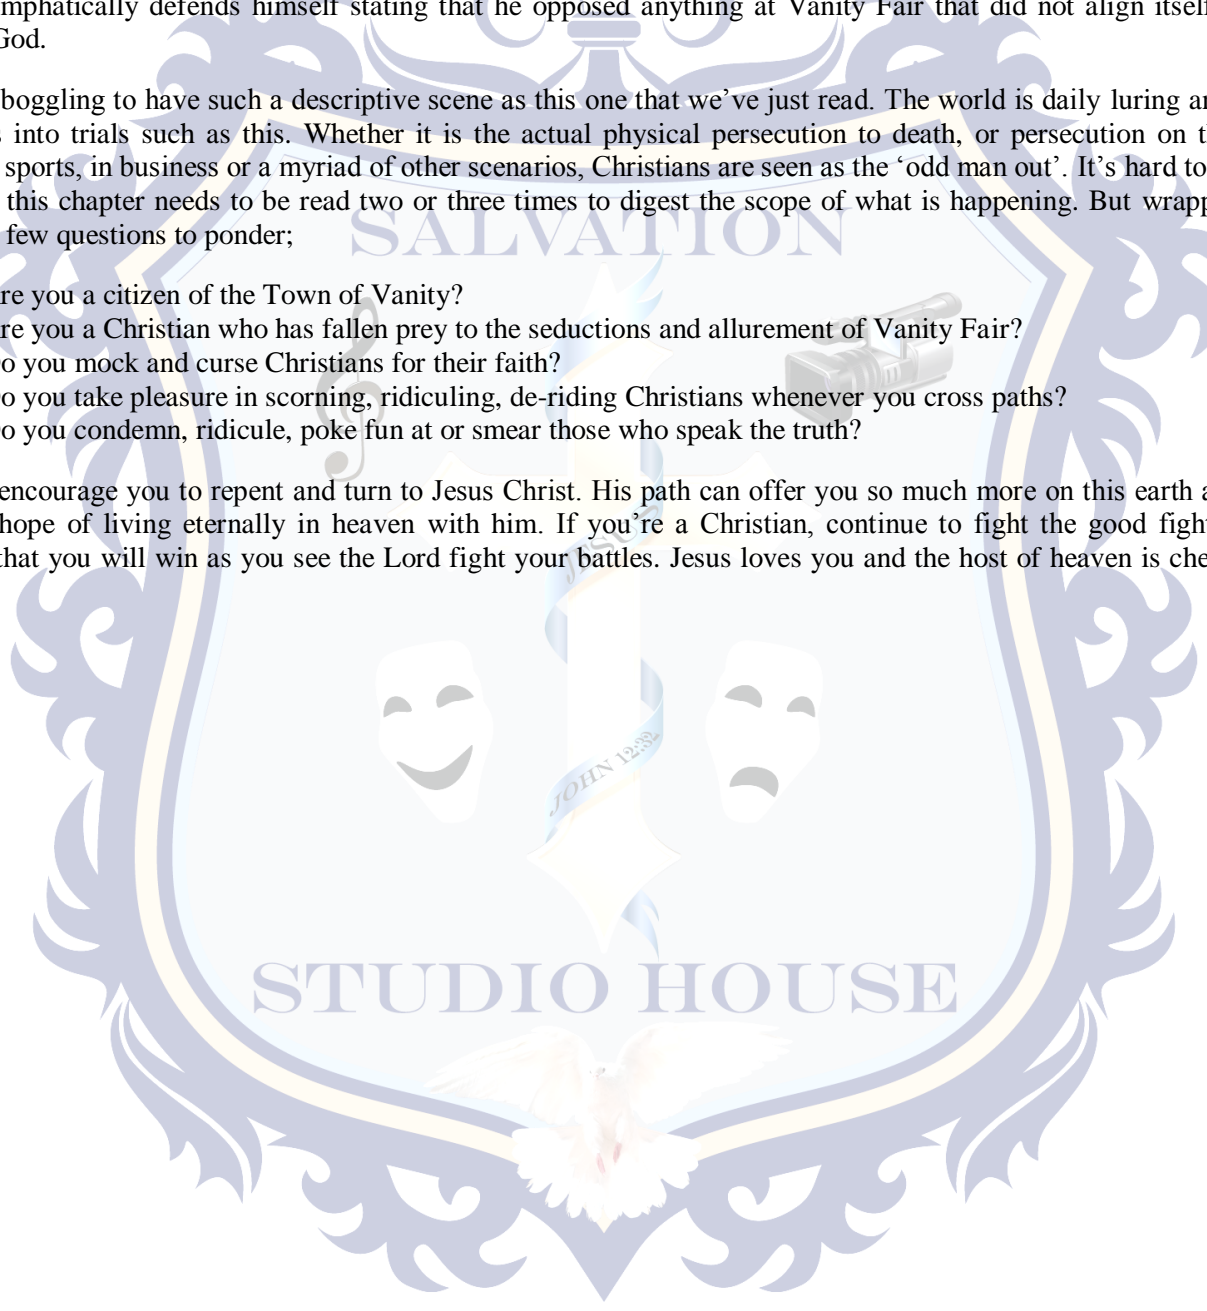 mphatically defends himself stating that he opposed anything at Vanity Fair that did not align itself
God.
boggling to have such a descriptive scene as this one that we’ve just read. The world is daily luring an
s into trials such as this. Whether it is the actual physical persecution to death, or persecution on th
sports, in business or a myriad of other scenarios, Christians are seen as the ‘odd man out’. It’s hard to
this chapter needs to be read two or three times to digest the scope of what is happening. But wrapp
few questions to ponder;
SALVATION
re you a citizen of the Town of Vanity?
re you a Christian who has fallen prey to the seductions and allurement of Vanity Fair?
o you mock and curse Christians for their faith?
o you take pleasure in scorning, ridiculing, de-riding Christians whenever you cross paths?
o you condemn, ridicule, poke fun at or smear those who speak the truth?
encourage you to repent and turn to Jesus Christ. His path can offer you so much more on this earth a
hope of living eternally in heaven with him. If you’re a Christian, continue to fight the good fight
that you will win as you see the Lord fight your battles. Jesus loves you and the host of heaven is che
JESUS
JOHN 12:32
STUDIO HOUSE